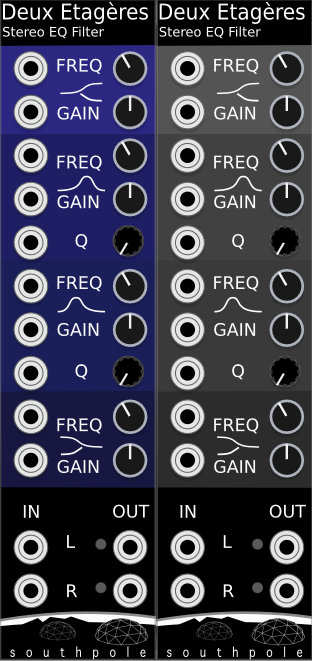 Deux Etagères
Stereo EQ Filter
FREQ
GAIN
FREQ
GAIN
Q
FREQ
GAIN
Q
FREQ
GAIN
IN OUT
L
R
southpole
Deux Etagères
Stereo EQ Filter
FREQ
GAIN
FREQ
GAIN
Q
FREQ
GAIN
Q
FREQ
GAIN
IN OUT
L
R
southpole